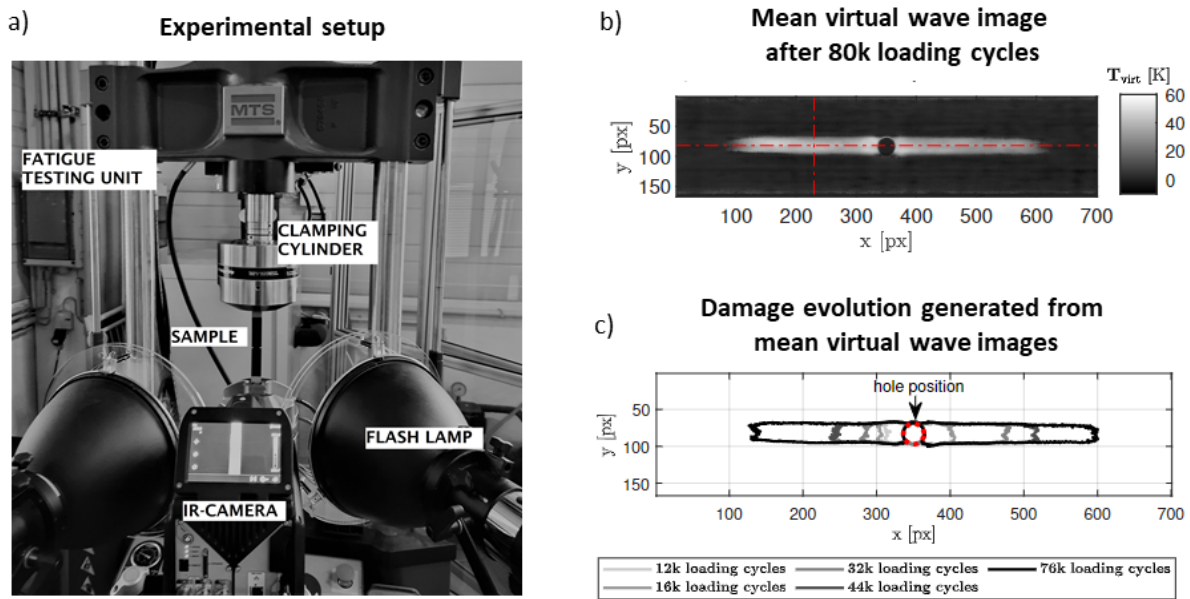 a)
Experimental setup
MTS
FATIGUE
TESTING UNIT
CLAMPING
CYLINDER
SAMPLE
FLASH LAMP
IR-CAMERA
b)
Mean virtual wave image
after 80k loading cycles
T_virt [K]
60
40
20
0
y [px]
50
100
150
100 200 300 400 500 600 700
x [px]
c)
Damage evolution generated from
mean virtual wave images
hole position
y [px]
50
100
150
100 200 300 400 500 600 700
x [px]
12k loading cycles 32k loading cycles 76k loading cycles
16k loading cycles 44k loading cycles